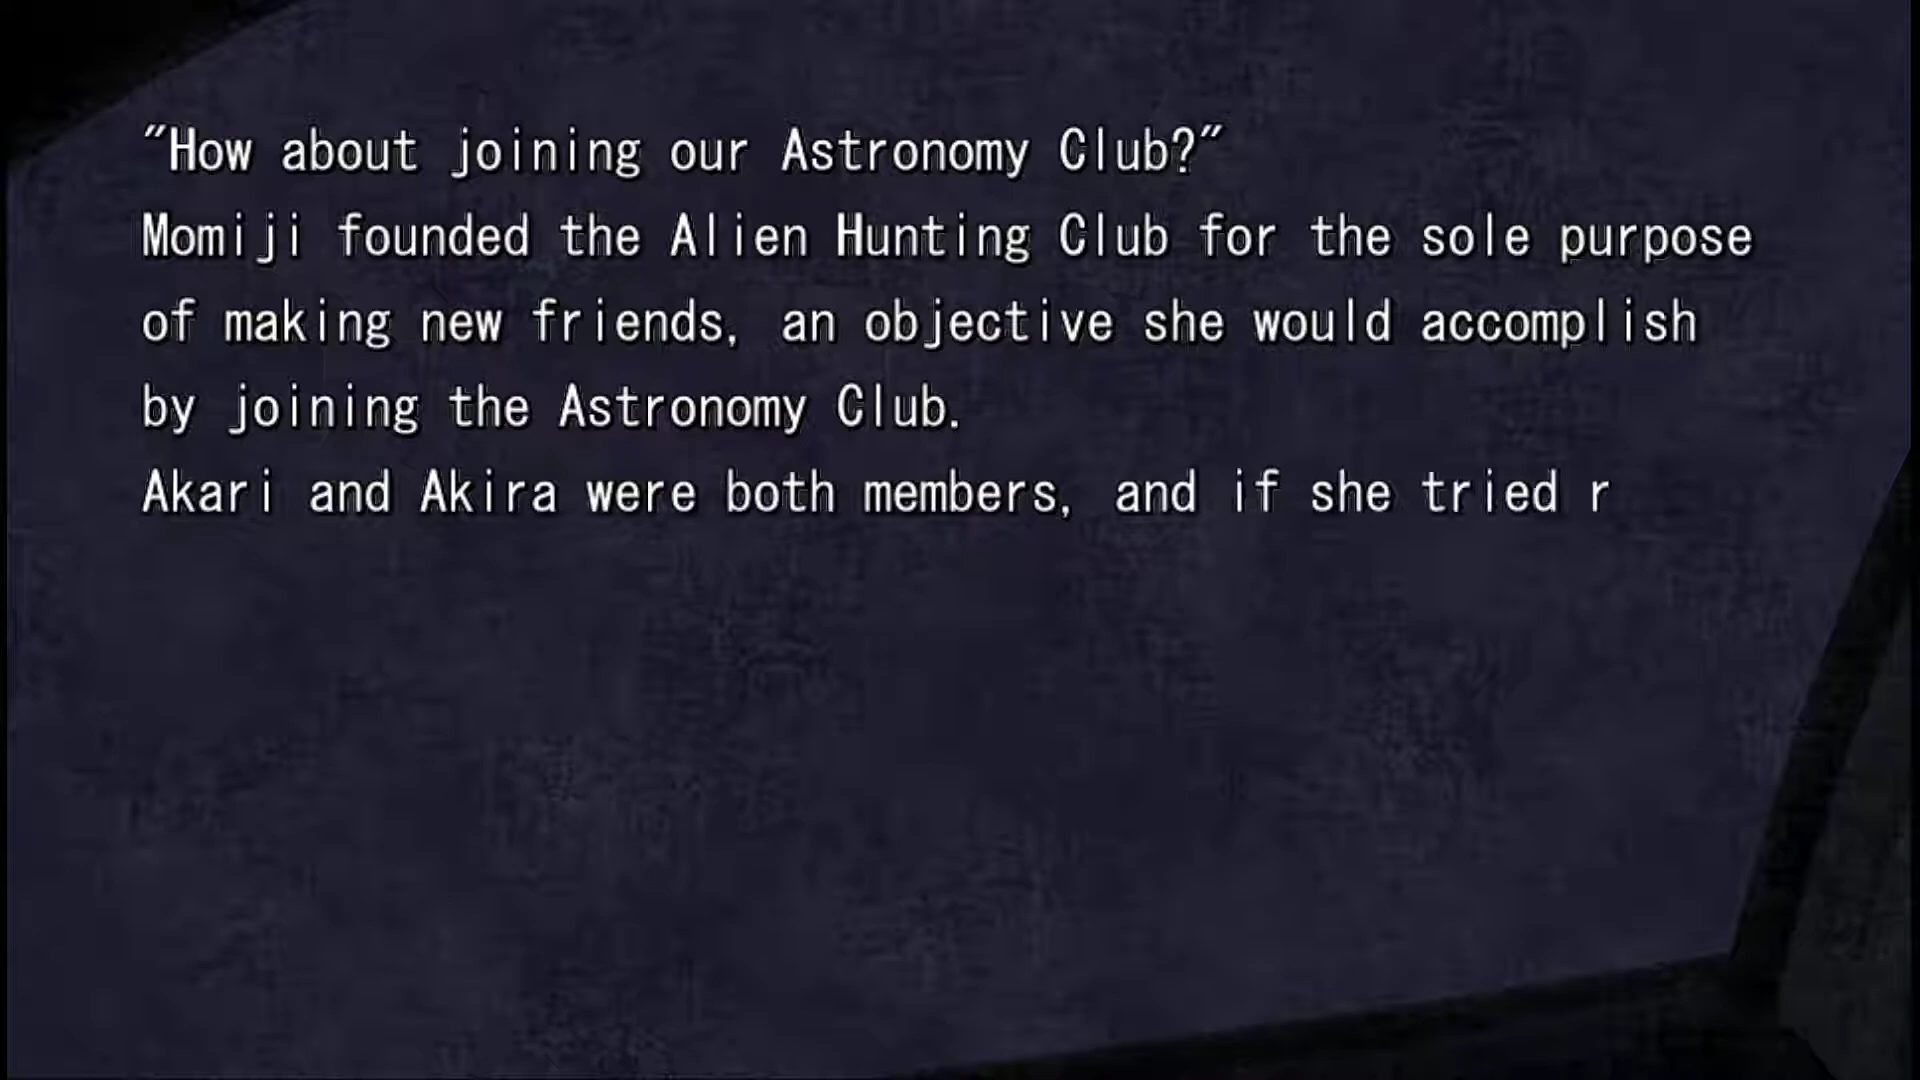 "How about joining our Astronomy Club?"
Momiji founded the Alien Hunting Club for the sole purpose
of making new friends, an objective she would accomplish
by joining the Astronomy Club.
Akari and Akira were both members, and if she tried r